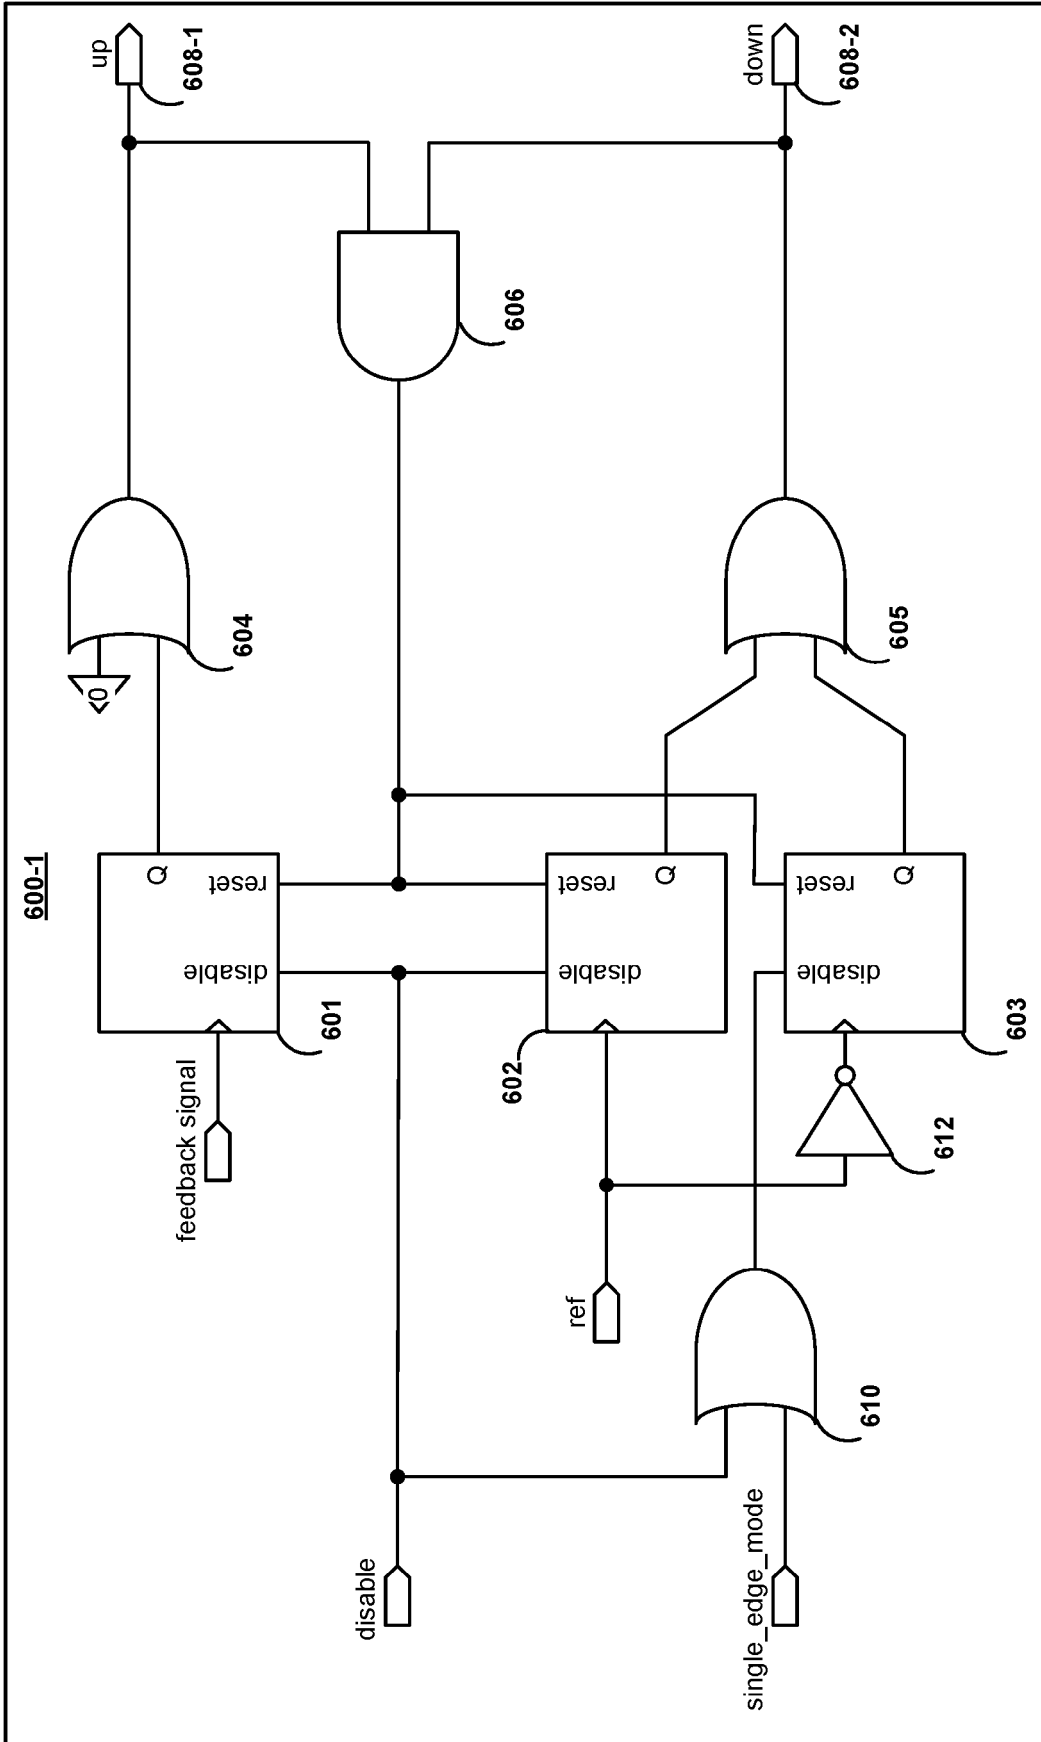 600-1
up
608-1
down
608-2
606
604
0
605
Q
reset
disable
601
feedback signal
Q
reset
disable
602
Q
reset
disable
603
612
ref
610
disable
single_edge_mode